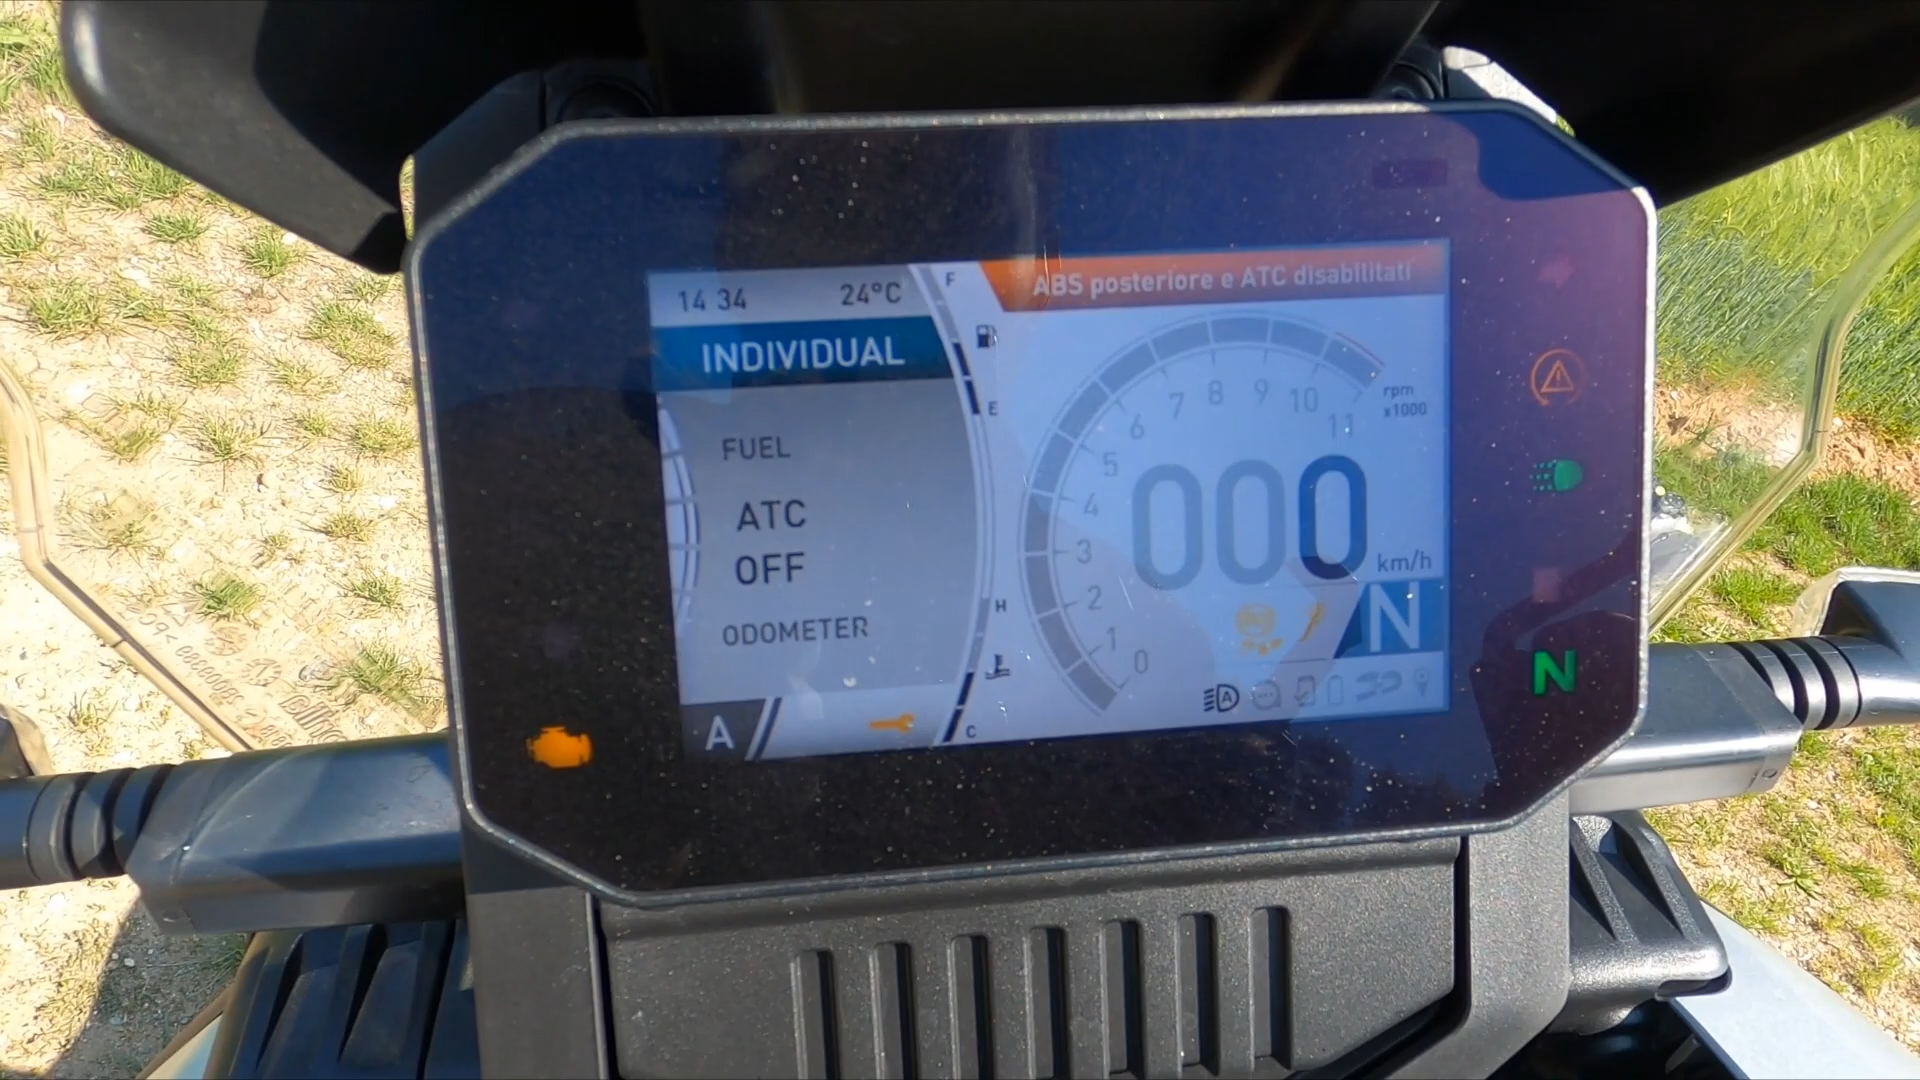 14 34 24°C
INDIVIDUAL
FUEL
ATC
OFF
ODOMETER
A
F
E
H
C
ABS posteriore e ATC disabilitati
0 1 2 3 4 5 6 7 8 9 10 11
rpm
x1000
000
km/h
N
A
N